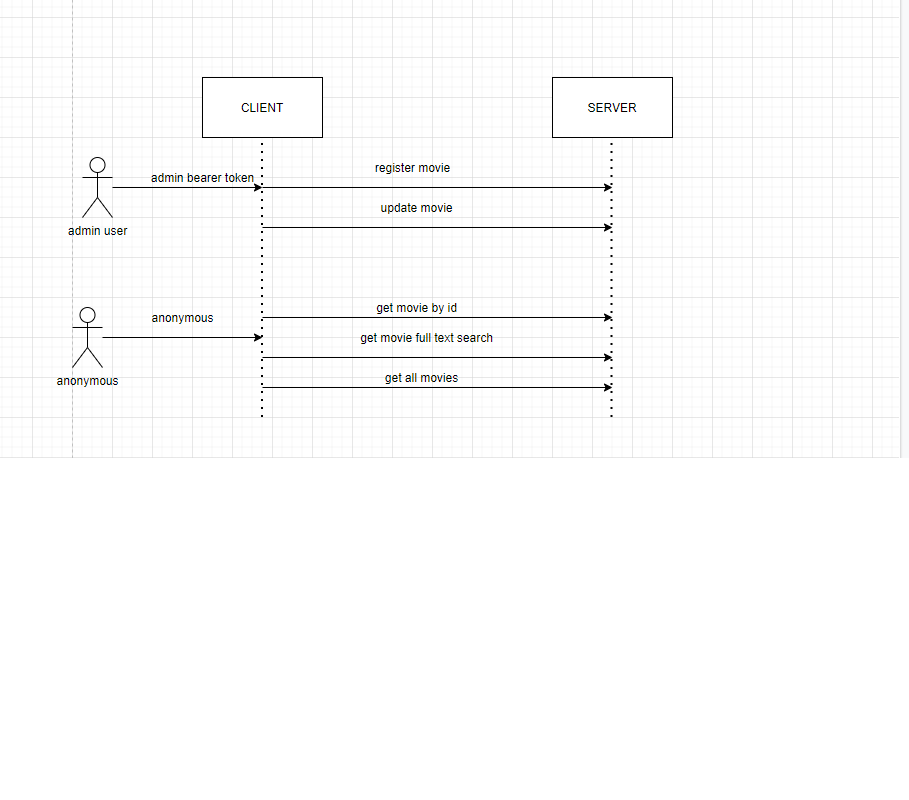 CLIENT
SERVER
admin bearer token
register movie
update movie
admin user
anonymous
get movie by id
get movie full text search
get all movies
anonymous